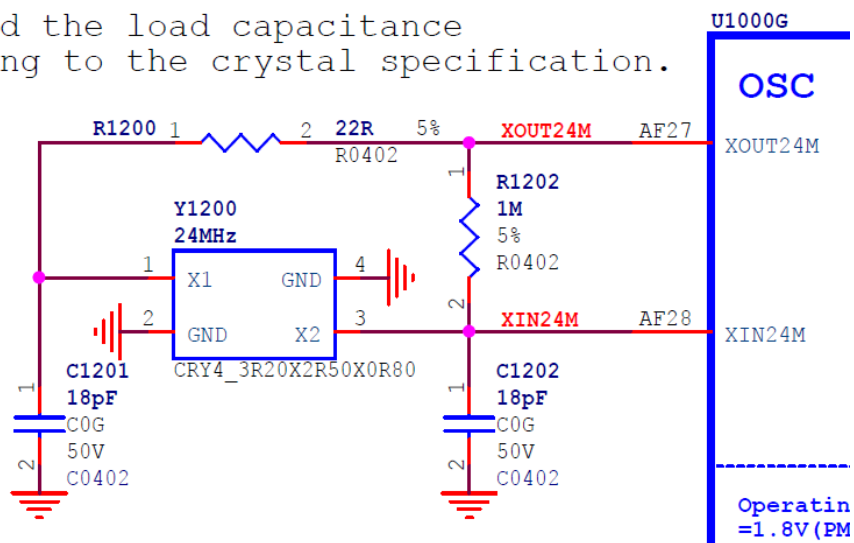 d the load capacitance
ng to the crystal specification.
U1000G
OSC
R1200 1 2 22R 5% XOUT24M AF27
R0402
XOUT24M
1
R1202
1M
5%
R0402
2
Y1200
24MHz
1 X1 GND 4
2 GND X2 3
XIN24M AF28
XIN24M
CRY4_3R20X2R50X0R80
1
C1201
18pF
C0G
50V
C0402
2
1
C1202
18pF
C0G
50V
C0402
2
Operatin
=1.8V(PM